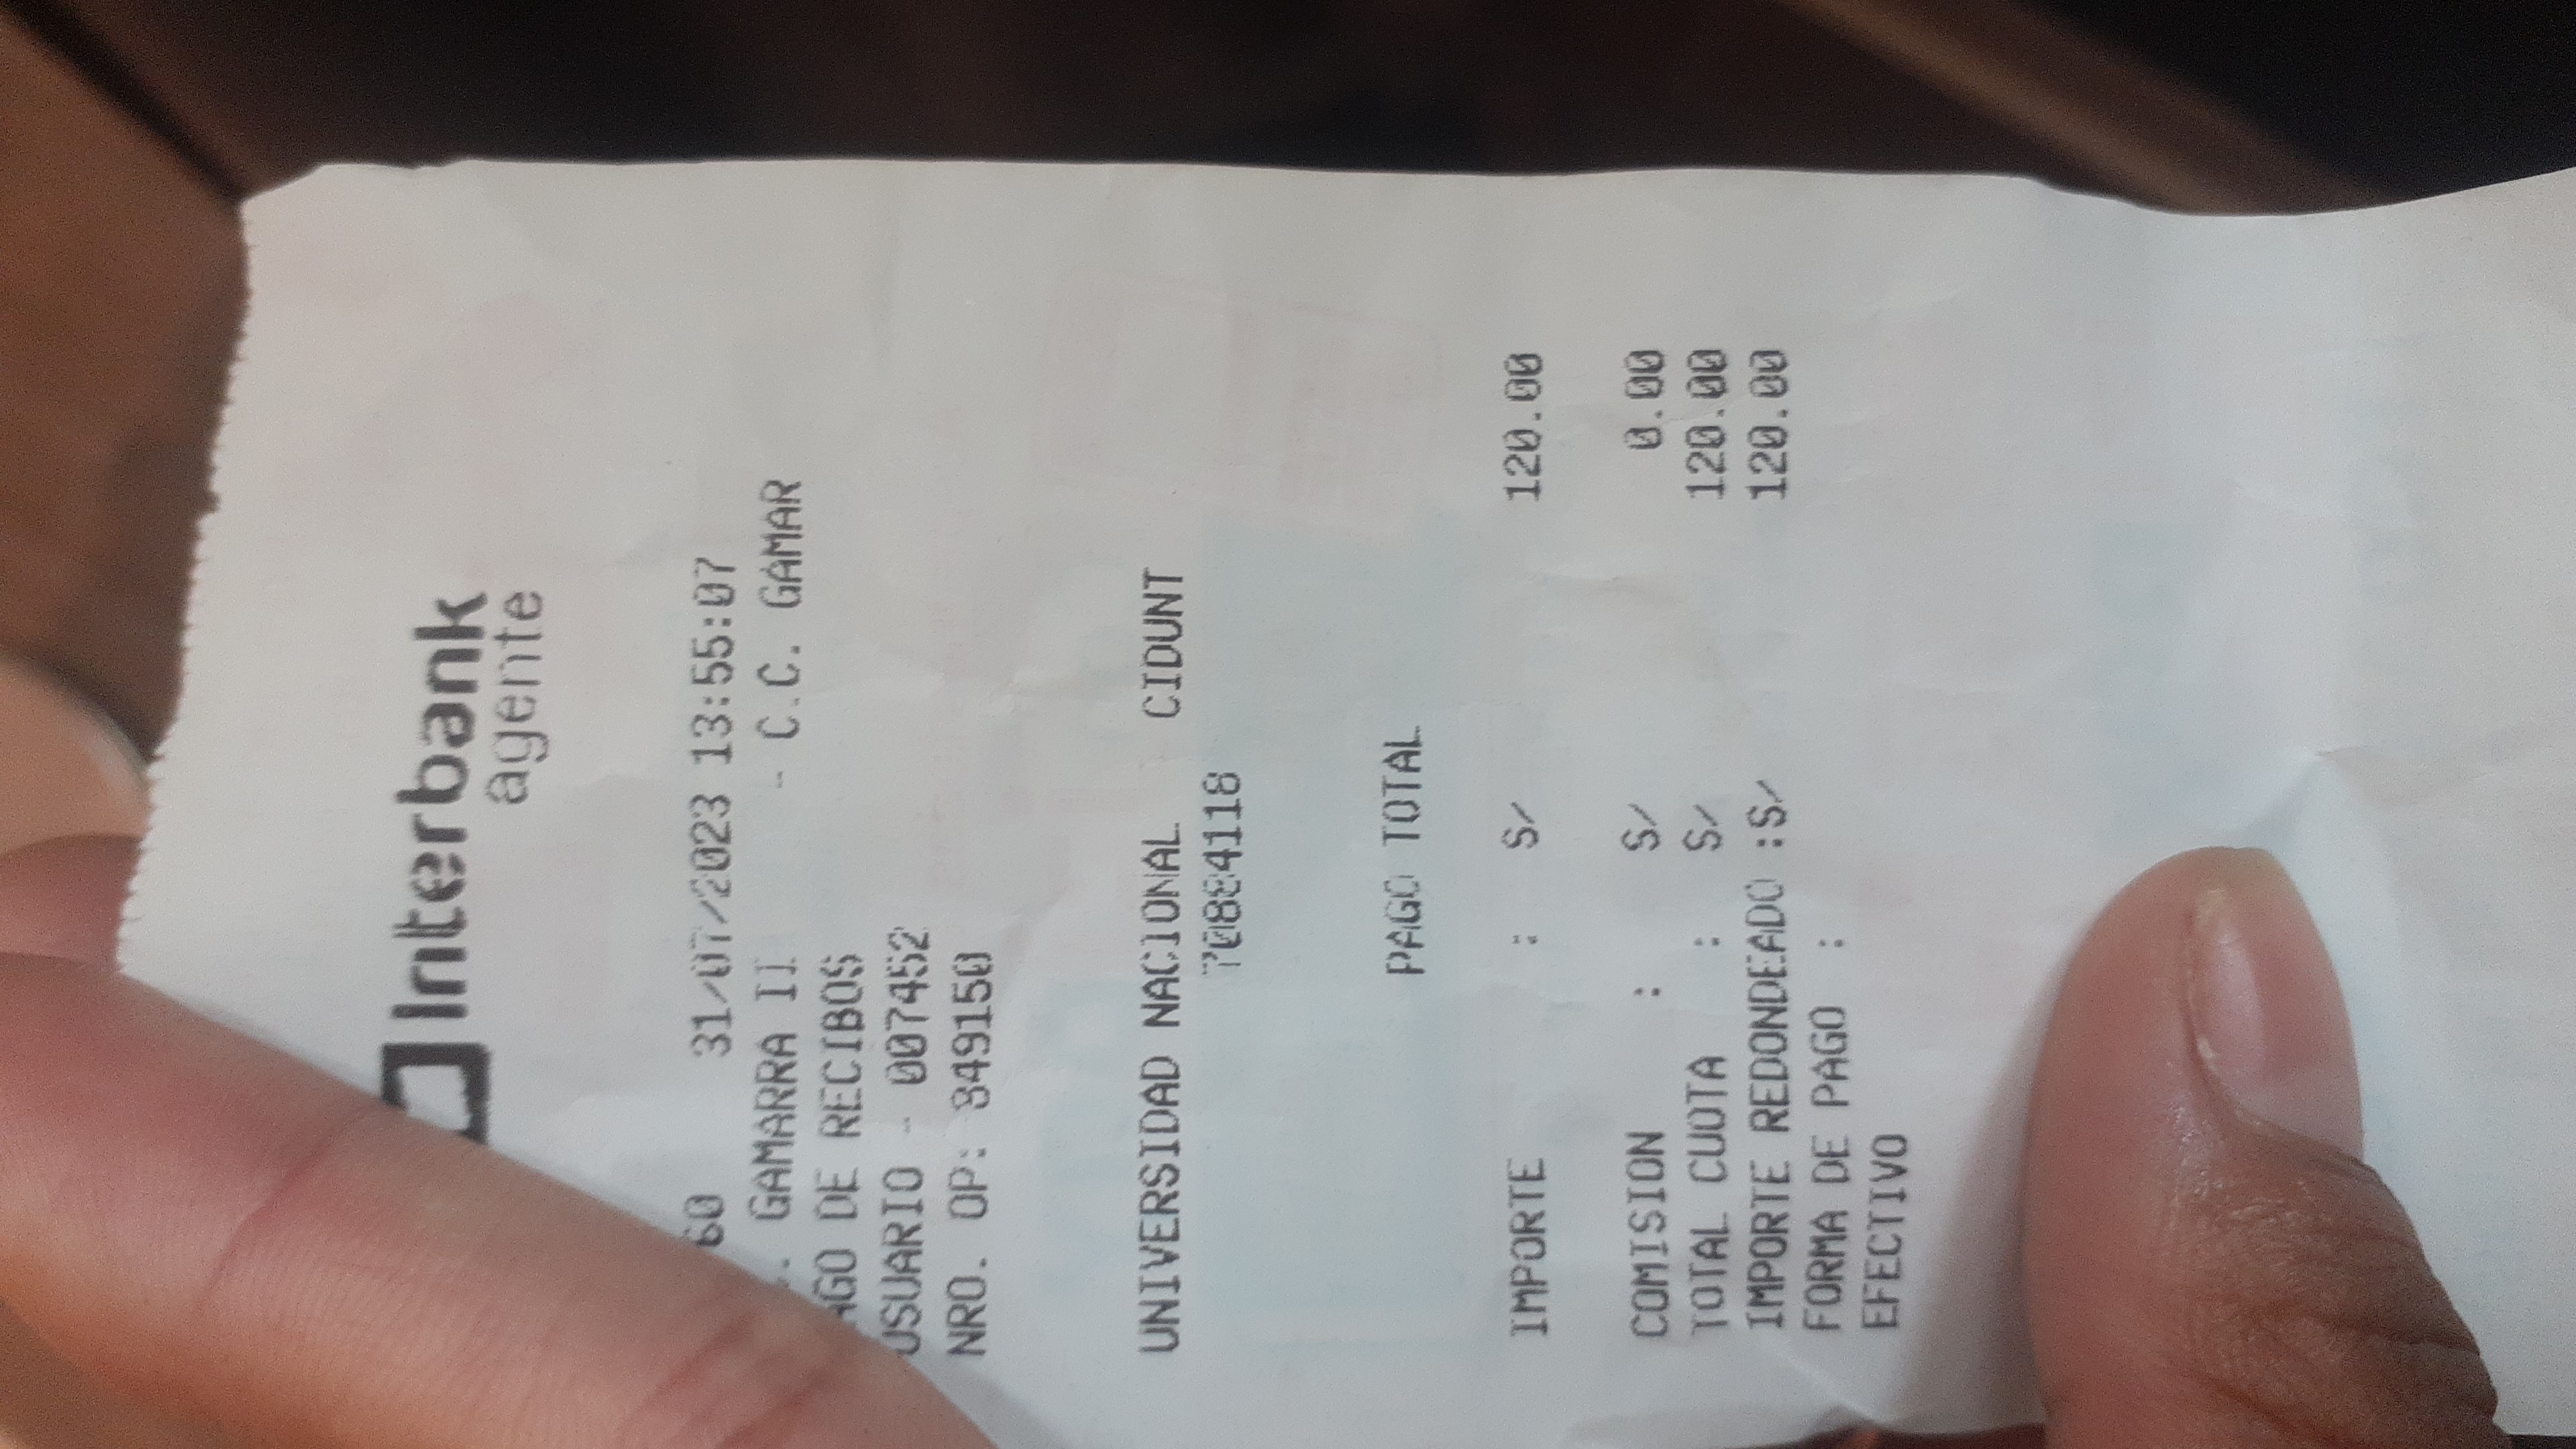 Interbank
agente
60 31/07/2023 13:55:07
. GAMARRA II - C.C. GAMAR
AGO DE RECIBOS
USUARIO - 007452
NRO. OP: 849150
UNIVERSIDAD NACIONAL CIDUNT
70884118
PAGO TOTAL
IMPORTE : S/ 120.00
COMISION : S/ 0.00
TOTAL CUOTA : S/ 120.00
IMPORTE REDONDEADO :S/ 120.00
FORMA DE PAGO :
EFECTIVO